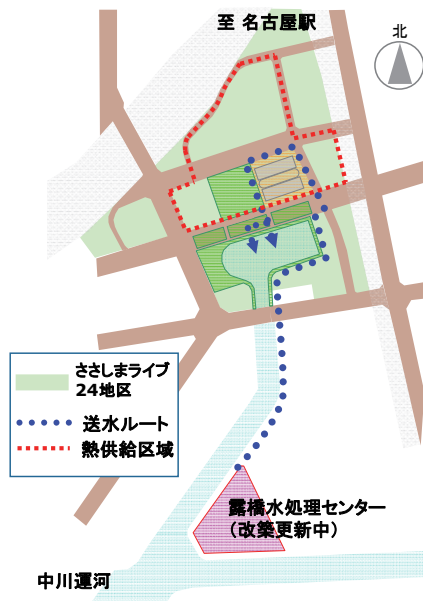 至 名古屋駅
北
ささしまライブ
24地区
送水ルート
熱供給区域
露橋水処理センター
（改築更新中）
中川運河